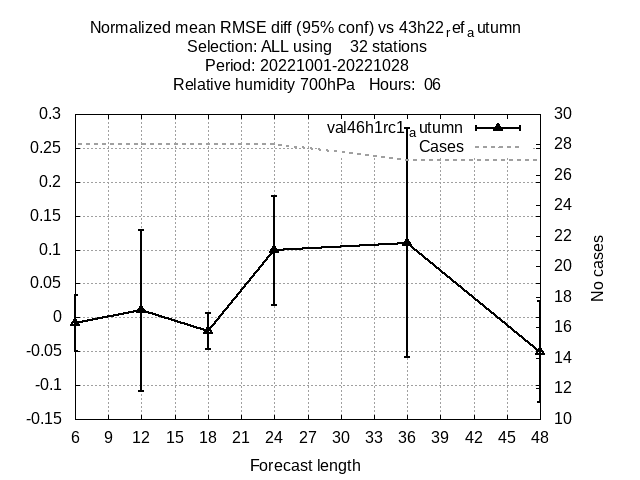 Normalized mean RMSE diff (95% conf) vs 43h22refautumn
Selection: ALL using 32 stations
Period: 20221001-20221028
Relative humidity 700hPa Hours: 06
0.3 30
val46h1rc1autumn
0.25 28
Cases
0.2 26
0.15 24
0.1 22
0.05 20
0 18
-0.05 16
-0.1 14
-0.15 12
10
No cases
6 9 12 15 18 21 24 27 30 33 36 39 42 45 48
Forecast length